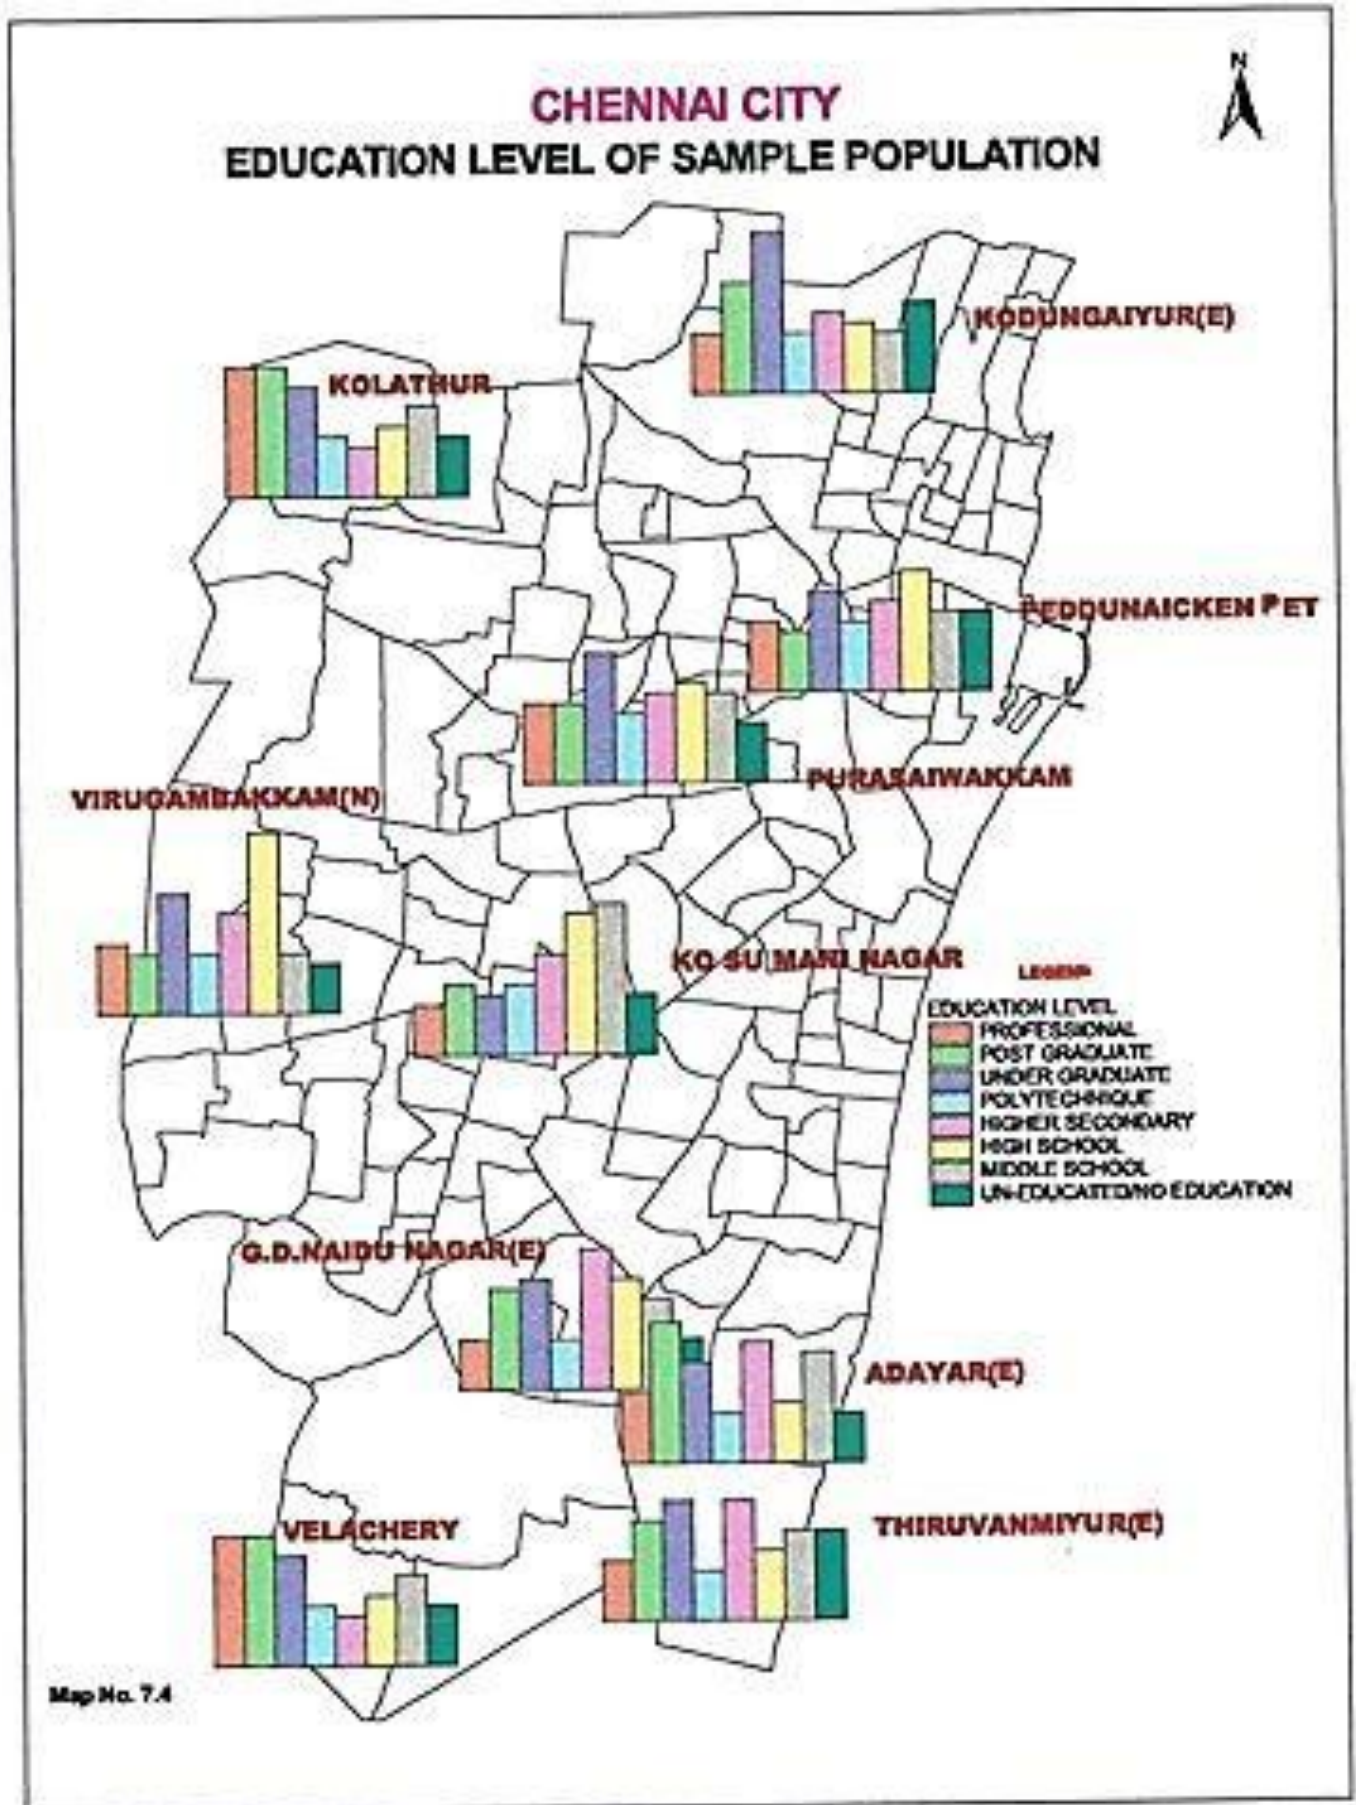 N
CHENNAI CITY
EDUCATION LEVEL OF SAMPLE POPULATION
KODUNGAIYUR(E)
KOLATHUR
PEDDUNAICKEN PET
PURASAIWAKKAM
VIRUGAMBAKKAM(N)
KO SU MANI NAGAR
LEGEND
EDUCATION LEVEL
PROFESSIONAL
POST GRADUATE
UNDER GRADUATE
POLYTECHNIQUE
HIGHER SECONDARY
HIGH SCHOOL
MIDDLE SCHOOL
UN-EDUCATED/NO EDUCATION
G.D.NAIDU NAGAR(E)
ADAYAR(E)
VELACHERY
THIRUVANMIYUR(E)
Map No. 7.4